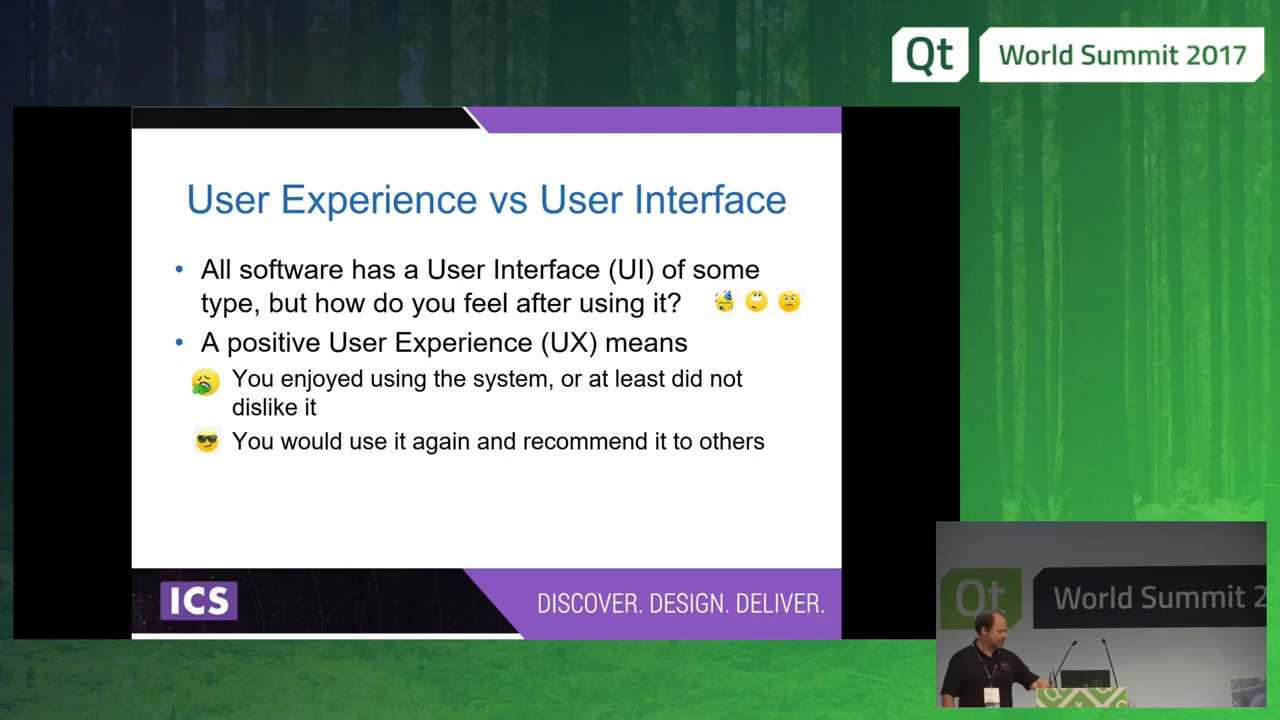 Qt World Summit 2017
User Experience vs User Interface
• All software has a User Interface (UI) of some
type, but how do you feel after using it?
• A positive User Experience (UX) means
You enjoyed using the system, or at least did not
dislike it
You would use it again and recommend it to others
ICS DISCOVER. DESIGN. DELIVER.
Qt World Summit 2
Qt